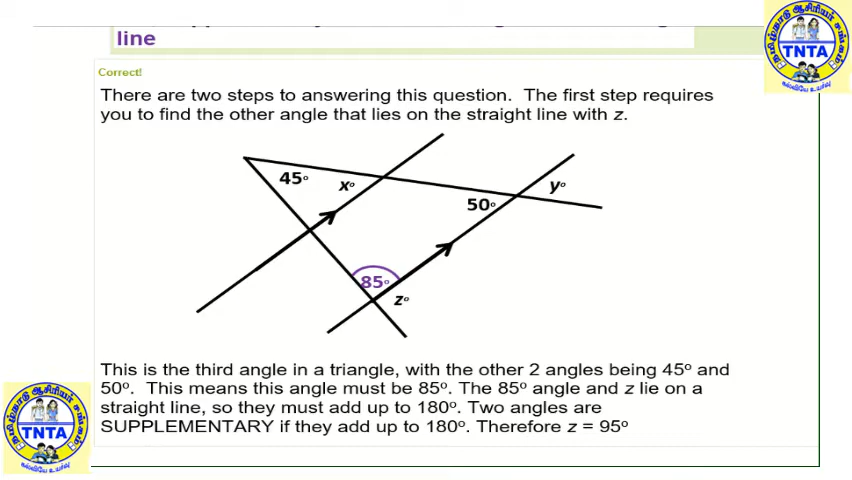 line
Correct!
There are two steps to answering this question. The first step requires
you to find the other angle that lies on the straight line with z.
45°
x°
y°
50°
85°
z°
This is the third angle in a triangle, with the other 2 angles being 45° and
50°. This means this angle must be 85°. The 85° angle and z lie on a
straight line, so they must add up to 180°. Two angles are
SUPPLEMENTARY if they add up to 180°. Therefore z = 95°
TNTA
TNTA